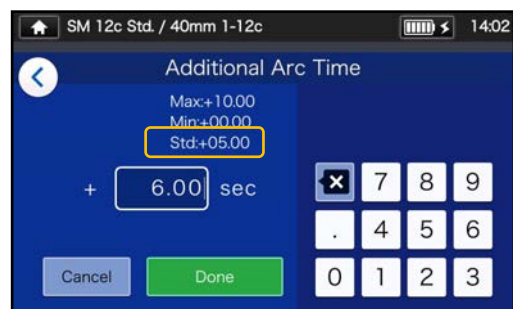 SM 12c Std. / 40mm 1-12c 14:02
Additional Arc Time
Max:+10.00
Min:+00.00
Std:+05.00
+ 6.00 sec
7 8 9
. 4 5 6
0 1 2 3
Cancel Done